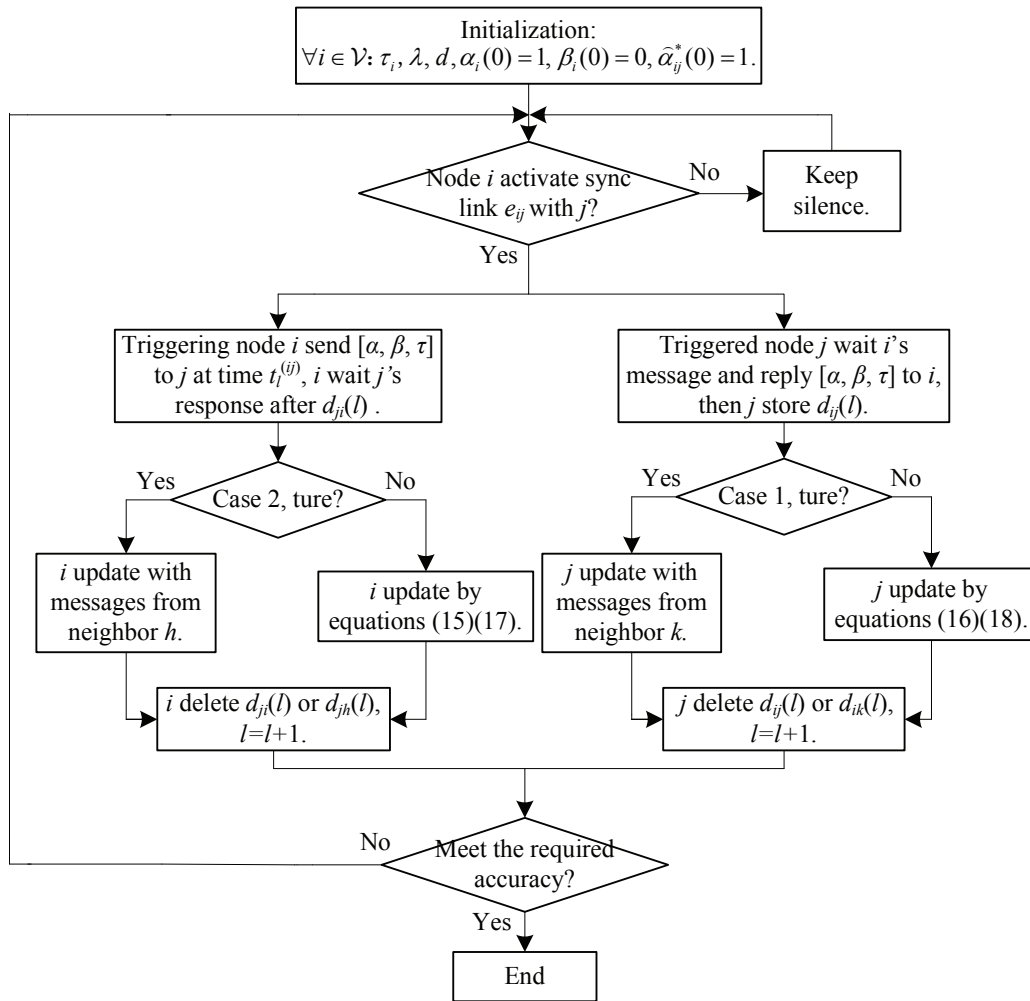 Initialization:
∀i ∈ 𝒱: τ_i, λ, d, α_i(0) = 1, β_i(0) = 0, α̂*_ij(0) = 1.
Node i activate sync
link e_ij with j?
No
Keep
silence.
Yes
Triggering node i send [α, β, τ]
to j at time t_l^(ij), i wait j's
response after d_ji(l) .
Triggered node j wait i's
message and reply [α, β, τ] to i,
then j store d_ij(l).
Yes
Case 2, ture?
No
Yes
Case 1, ture?
No
i update with
messages from
neighbor h.
i update by
equations (15)(17).
j update with
messages from
neighbor k.
j update by
equations (16)(18).
i delete d_ji(l) or d_jh(l),
l=l+1.
j delete d_ij(l) or d_ik(l),
l=l+1.
No
Meet the required
accuracy?
Yes
End